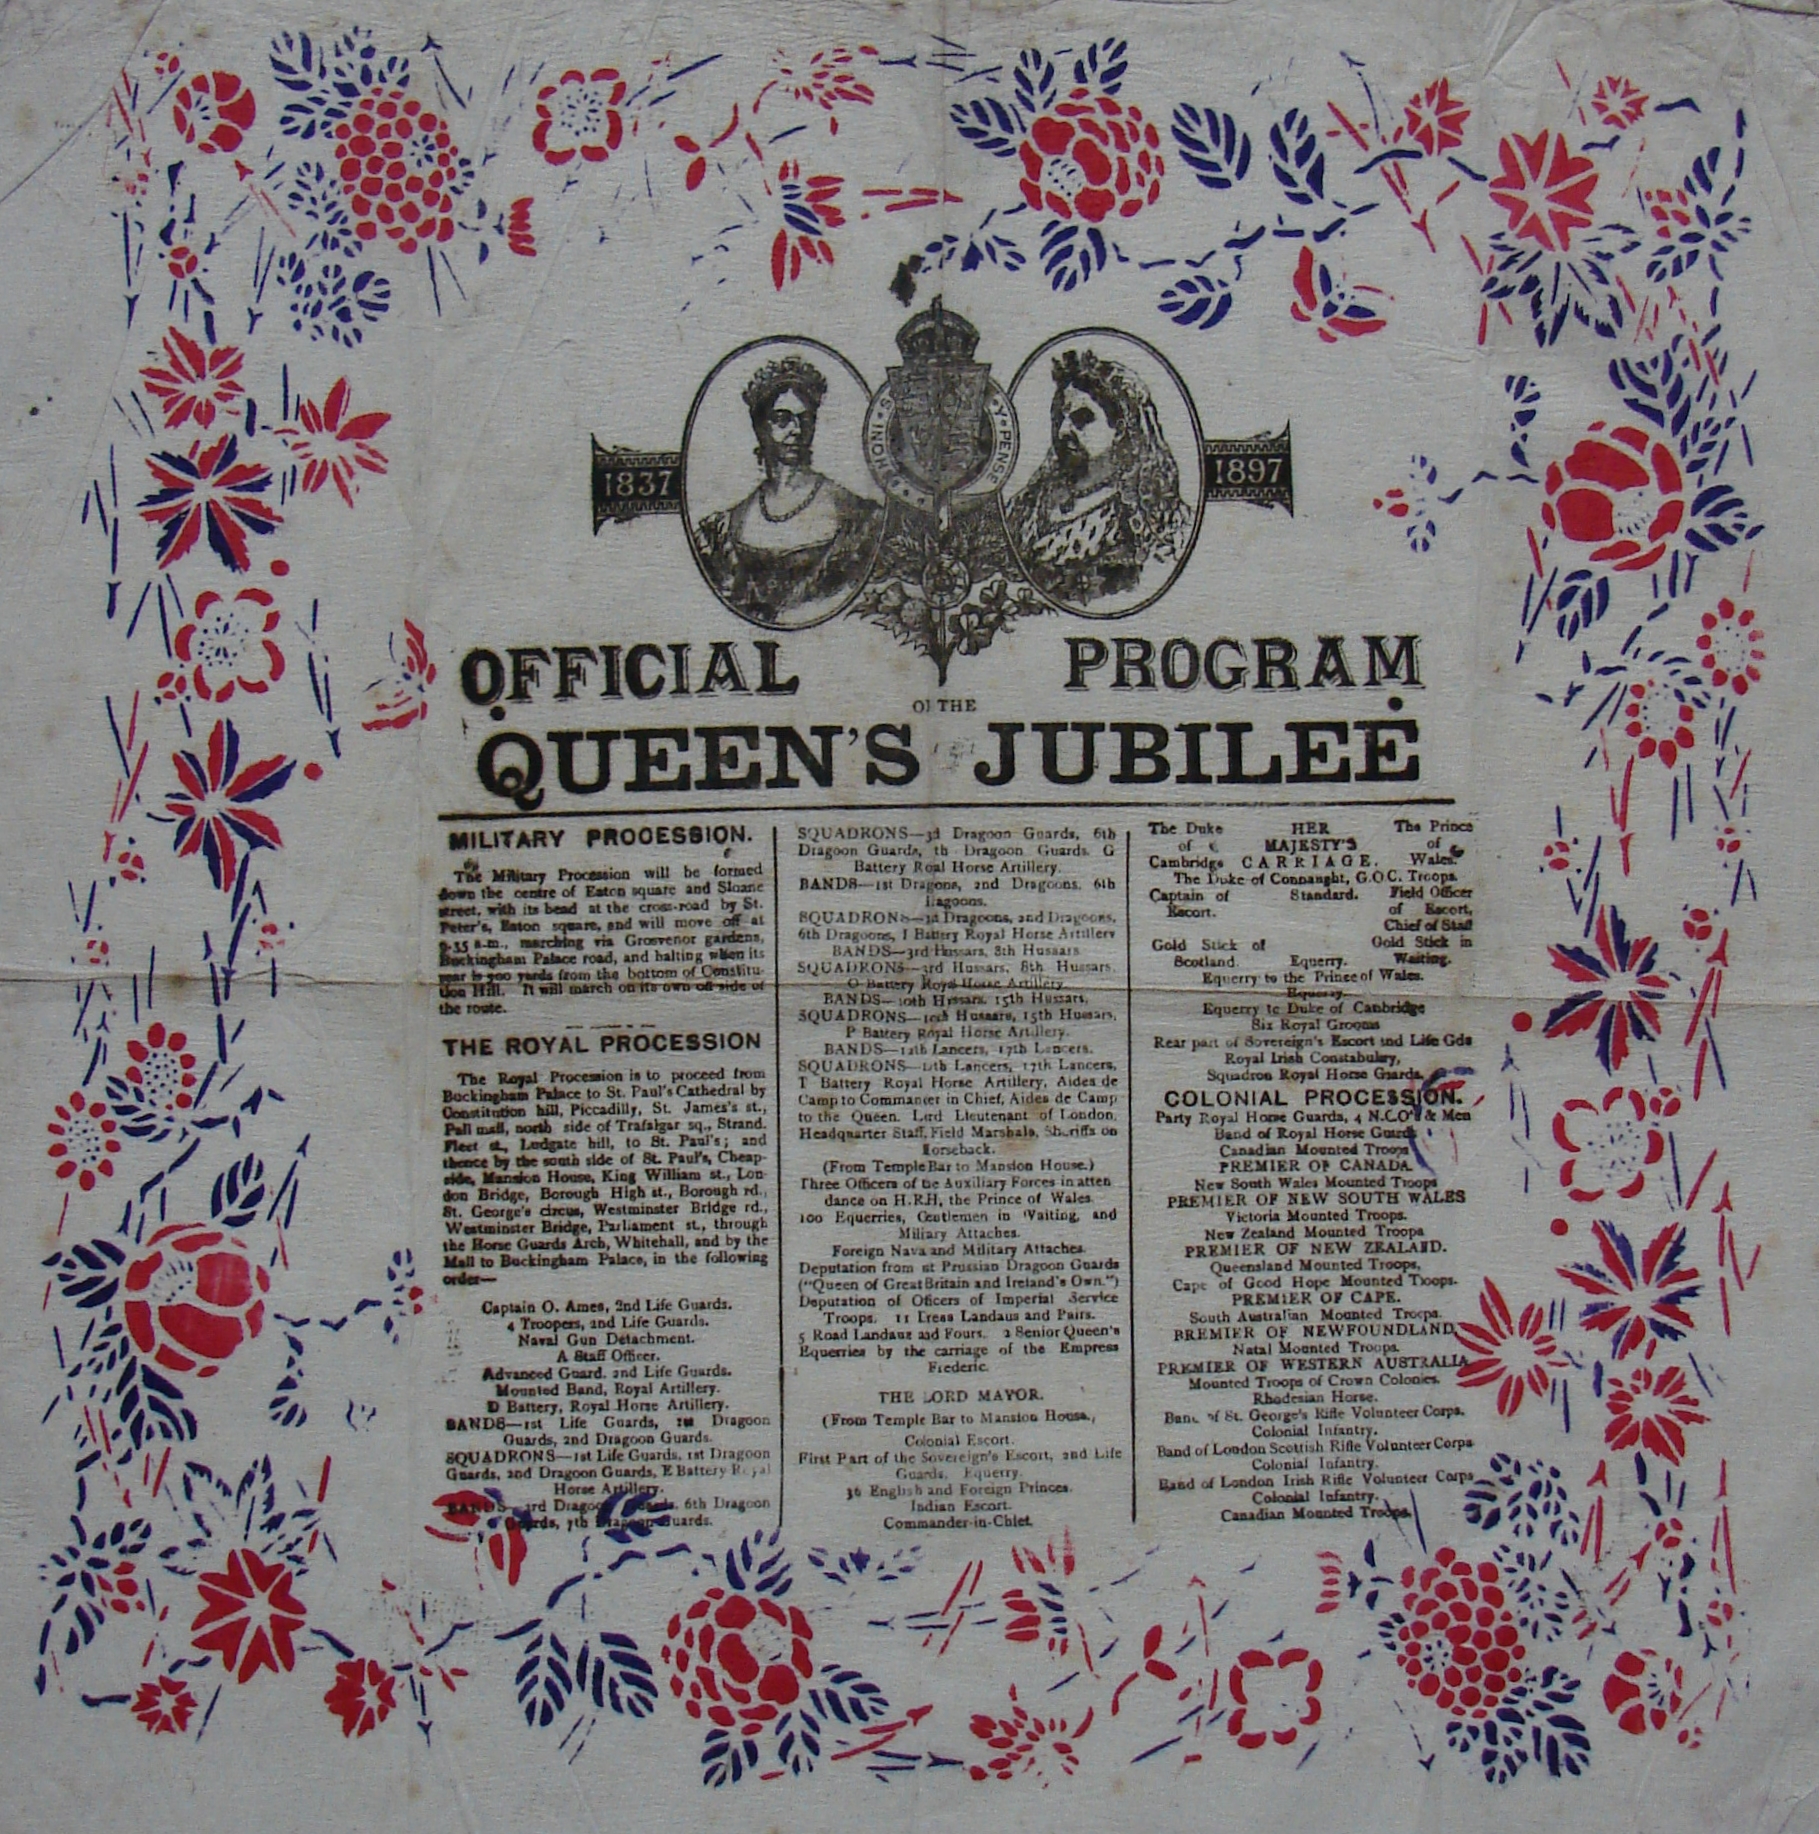 HONI · S
Y · PENSE
1837
1897
OFFICIAL PROGRAM
OF THE
QUEEN'S JUBILEE
MILITARY PROCESSION.
The Military Procession will be formed
down the centre of Eaton square and Sloane
street, with its head at the cross-road by St.
Peter's, Eaton square, and will move off at
9-35 a.m., marching via Grosvenor gardens,
Buckingham Palace road, and halting when its
rear is 300 yards from the bottom of Constitu-
tion Hill. It will march on its own off side of
the route.
THE ROYAL PROCESSION
The Royal Procession is to proceed from
Buckingham Palace to St. Paul's Cathedral by
Constitution hill, Piccadilly, St. James's st.,
Pall mall, north side of Trafalgar sq., Strand.
Fleet st., Ludgate hill, to St. Paul's; and
thence by the south side of St. Paul's, Cheap-
side, Mansion House, King William st., Lon-
don Bridge, Borough High st., Borough rd.,
St. George's circus, Westminster Bridge rd.,
Westminster Bridge, Parliament st., through
the Horse Guards Arch, Whitehall, and by the
Mall to Buckingham Palace, in the following
order—
Captain O. Ames, 2nd Life Guards.
4 Troopers, 2nd Life Guards.
Naval Gun Detachment.
A Staff Officer.
Advanced Guard. 2nd Life Guards.
Mounted Band, Royal Artillery.
D Battery, Royal Horse Artillery.
BANDS—1st Life Guards, 1st Dragoon
Guards, 2nd Dragoon Guards.
SQUADRONS—1st Life Guards, 1st Dragoon
Guards, 2nd Dragoon Guards, E Battery Royal
Horse Artillery.
BANDS—3rd Dragoon Guards. 6th Dragoon
Guards, 7th Dragoon Guards.
SQUADRONS—3d Dragoon Guards, 6th
Dragoon Guards, th Dragoon Guards. G
Battery Roal Horse Artillery.
BANDS—1st Dragons, 2nd Dragoons. 6th
Dagoons.
SQUADRONS—3d Dragoons, 2nd Dragoons,
6th Dragoons, I Battery Royal Horse Artillery
BANDS—3rd Hussars, 8th Hussars
SQUADRONS—3rd Hussars, 8th Hussars,
O Battery Royal Horse Artillery
BANDS—10th Hussars, 15th Hussars,
SQUADRONS—10th Hussars, 15th Hussars,
P Battery Royal Horse Artillery.
BANDS—12th Lancers, 17th Lancers.
SQUADRONS—12th Lancers, 17th Lancers,
T Battery Royal Horse Artillery, Aides de
Camp to Commander in Chief, Aides de Camp
to the Queen. Lord Lieutenant of London,
Headquarter Staff, Field Marshals, Sheriffs on
Horseback.
(From Temple Bar to Mansion House.)
Three Officers of he Auxiliary Forces in atten
dance on H.R.H, the Prince of Wales
100 Equerries, Gentlemen in Waiting, and
Miliary Attaches.
Foreign Nava and Military Attaches.
Deputation from 1st Prussian Dragoon Guards
("Queen of Great Britain and Ireland's Own.")
Deputation of Oficers of Imperial Service
Troops. 11 Dress Landaus and Pairs.
5 Road Landaus and Fours. 2 Senior Queen's
Equerries by the carriage of the Empress
Frederic.
THE LORD MAYOR.
(From Temple Bar to Mansion House.,
Colonial Escort.
First Part of the Sovereign's Escort, 2nd Life
Guards. Equerry.
36 English and Foreign Princes.
Indian Escort.
Commander-in-Chief.
The Duke HER The Prince
of MAJESTY'S of
Cambridge CARRIAGE. Wales.
The Duke of Connaught, G.O.C. Troops.
Captain of Standard. Field Officer
Escort. of Escort,
Chief of Staff
Gold Stick of Gold Stick in
Scotland. Equerry. Waiting.
Equerry to the Prince of Wales.
Equerry
Equerry to Duke of Cambridge
Six Royal Grooms
Rear part of Sovereign's Escort 2nd Life Gds
Royal Irish Constabulary,
Squadron Royal Horse Guards.
COLONIAL PROCESSION.
Party Royal Horse Guards, 4 N.CO' & Men
Band of Royal Horse Guards
Canadian Mounted Troops
PREMIER OF CANADA.
New South Wales Mounted Troops
PREMIER OF NEW SOUTH WALES
Victoria Mounted Troops.
New Zealand Mounted Troops
PREMIER OF NEW ZEALAND.
Queensland Mounted Troops,
Cape of Good Hope Mounted Troops.
PREMIER OF CAPE.
South Australian Mounted Troops.
PREMIER OF NEWFOUNDLAND,
Natal Mounted Troops.
PREMIER OF WESTERN AUSTRALIA
Mounted Troops of Crown Colonies.
Rhodesian Horse.
Band of St. George's Rifle Volunteer Corps.
Colonial Infantry.
Band of London Scottish Rifle Volunteer Corps
Colonial Infantry.
Band of London Irish Rifle Volunteer Corps
Colonial Infantry.
Canadian Mounted Troops.